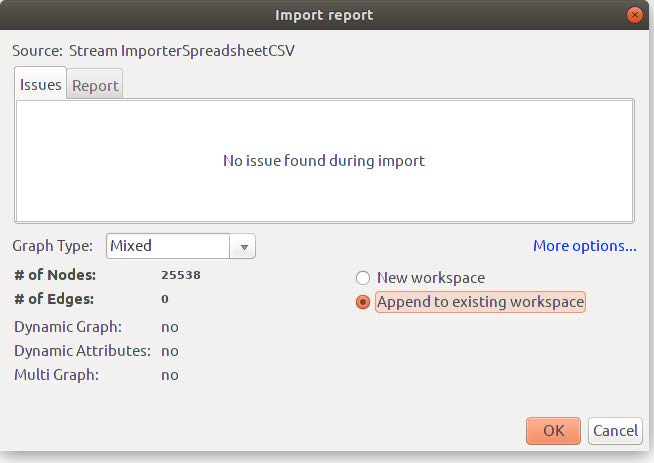 Import report
Source: Stream ImporterSpreadsheetCSV
Issues Report
No issue found during import
Graph Type: Mixed More options...
# of Nodes: 25538 New workspace
# of Edges: 0 Append to existing workspace
Dynamic Graph: no
Dynamic Attributes: no
Multi Graph: no
OK Cancel